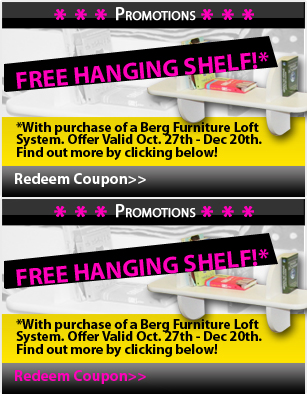 * * * PROMOTIONS * * *
FREE HANGING SHELF!*
*With purchase of a Berg Furniture Loft
System. Offer Valid Oct. 27th - Dec 20th.
Find out more by clicking below!
Redeem Coupon>>
* * * PROMOTIONS * * *
FREE HANGING SHELF!*
*With purchase of a Berg Furniture Loft
System. Offer Valid Oct. 27th - Dec 20th.
Find out more by clicking below!
Redeem Coupon>>